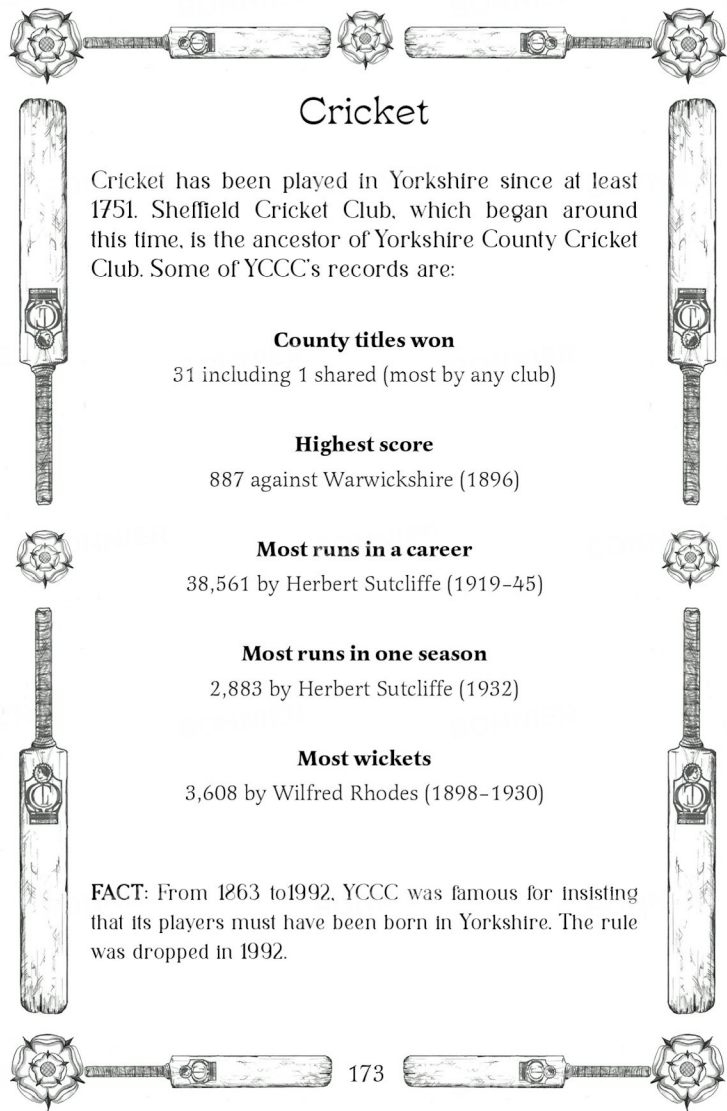 Cricket
Cricket has been played in Yorkshire since at least
1751. Sheffield Cricket Club, which began around
this time, is the ancestor of Yorkshire County Cricket
Club. Some of YCCC's records are:
County titles won
31 including 1 shared (most by any club)
Highest score
887 against Warwickshire (1896)
Most runs in a career
38,561 by Herbert Sutcliffe (1919–45)
Most runs in one season
2,883 by Herbert Sutcliffe (1932)
Most wickets
3,608 by Wilfred Rhodes (1898–1930)
FACT: From 1863 to1992, YCCC was famous for insisting
that its players must have been born in Yorkshire. The rule
was dropped in 1992.
173